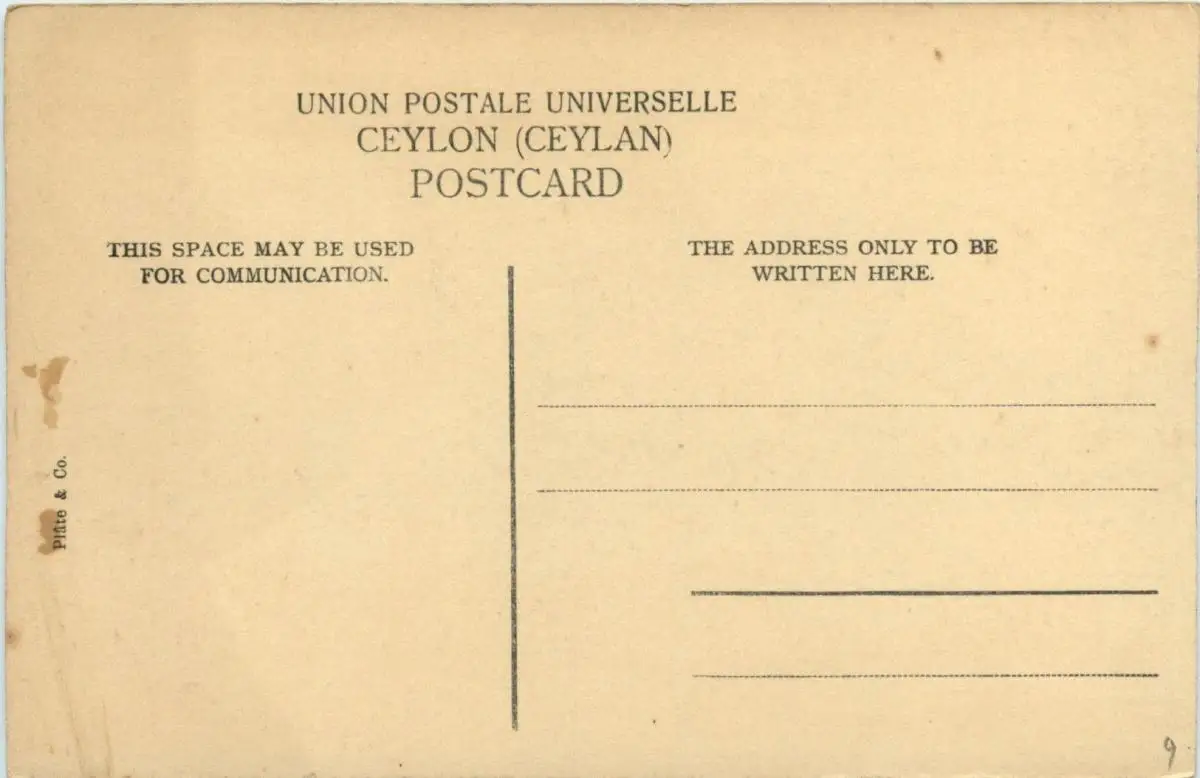 UNION POSTALE UNIVERSELLE
CEYLON (CEYLAN)
POSTCARD
THIS SPACE MAY BE USED
FOR COMMUNICATION.
THE ADDRESS ONLY TO BE
WRITTEN HERE.
Plâte & Co.
9